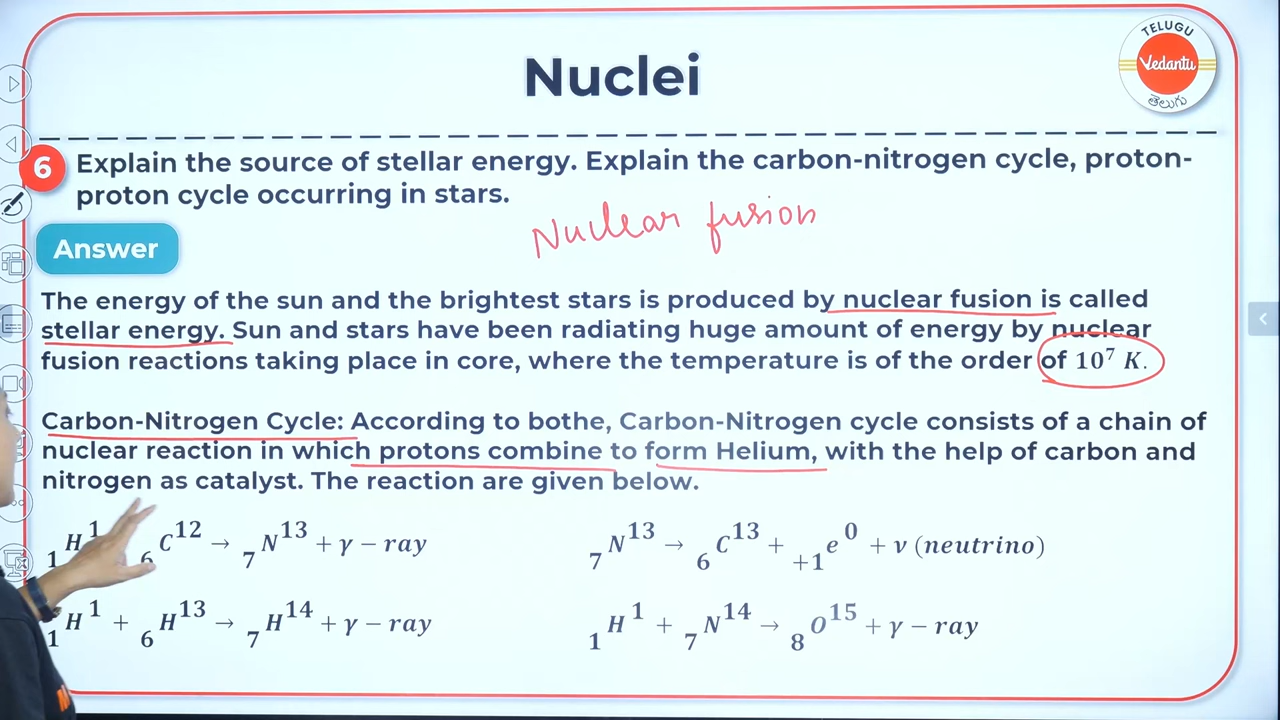 Nuclei
TELUGU
Vedantu
తెలుగు
6 Explain the source of stellar energy. Explain the carbon-nitrogen cycle, proton-
proton cycle occurring in stars.
Nuclear fusion
Answer
The energy of the sun and the brightest stars is produced by nuclear fusion is called
stellar energy. Sun and stars have been radiating huge amount of energy by nuclear
fusion reactions taking place in core, where the temperature is of the order of 10⁷ K.
Carbon-Nitrogen Cycle: According to bothe, Carbon-Nitrogen cycle consists of a chain of
nuclear reaction in which protons combine to form Helium, with the help of carbon and
nitrogen as catalyst. The reaction are given below.
₁H¹ ₆C¹² → ₇N¹³ + γ – ray
₇N¹³ → ₆C¹³ + ₊₁e⁰ + ν (neutrino)
₁H¹ + ₆H¹³ → ₇H¹⁴ + γ – ray
₁H¹ + ₇N¹⁴ → ₈O¹⁵ + γ – ray